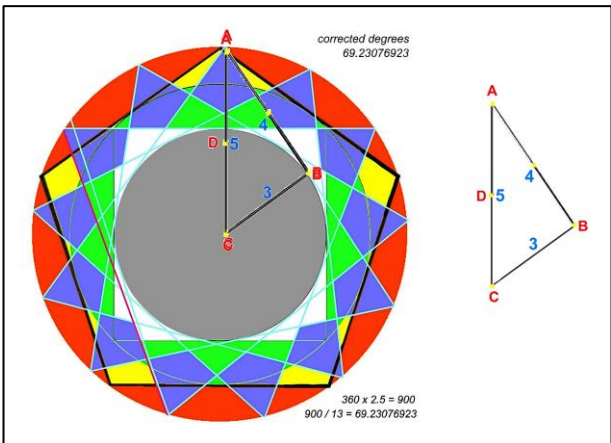 A
corrected degrees
69.23076923
4
D 5
B
3
C
A
4
D 5
B
3
C
360 x 2.5 = 900
900 / 13 = 69.23076923